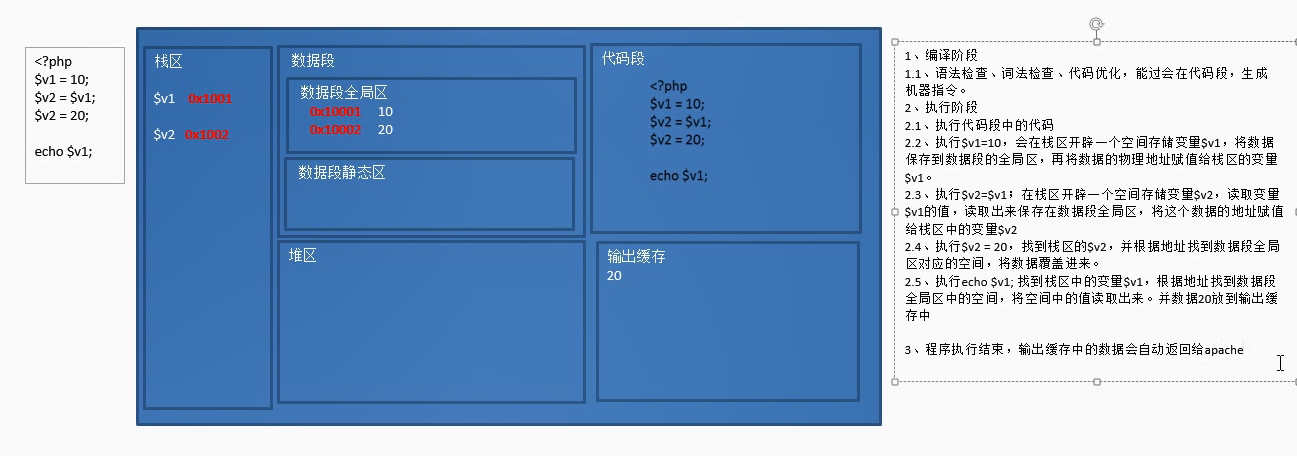 <?php
$v1 = 10;
$v2 = $v1;
$v2 = 20;
echo $v1;
栈区
$v1 0x1001
$v2 0x1002
数据段
数据段全局区
0x10001 10
0x10002 20
数据段静态区
堆区
代码段
<?php
$v1 = 10;
$v2 = $v1;
$v2 = 20;
echo $v1;
输出缓存
20
1、编译阶段
1.1、语法检查、词法检查、代码优化，能过会在代码段，生成
机器指令。
2、执行阶段
2.1、执行代码段中的代码
2.2、执行$v1=10，会在栈区开辟一个空间存储变量$v1，将数据
保存到数据段的全局区，再将数据的物理地址赋值给栈区的变量
$v1。
2.3、执行$v2=$v1；在栈区开辟一个空间存储变量$v2，读取变量
$v1的值，读取出来保存在数据段全局区，将这个数据的地址赋值
给栈区中的变量$v2
2.4、执行$v2 = 20，找到栈区的$v2，并根据地址找到数据段全局
区对应的空间，将数据覆盖进来。
2.5、执行echo $v1; 找到栈区中的变量$v1，根据地址找到数据段
全局区中的空间，将空间中的值读取出来。并数据20放到输出缓
存中
3、程序执行结束，输出缓存中的数据会自动返回给apache